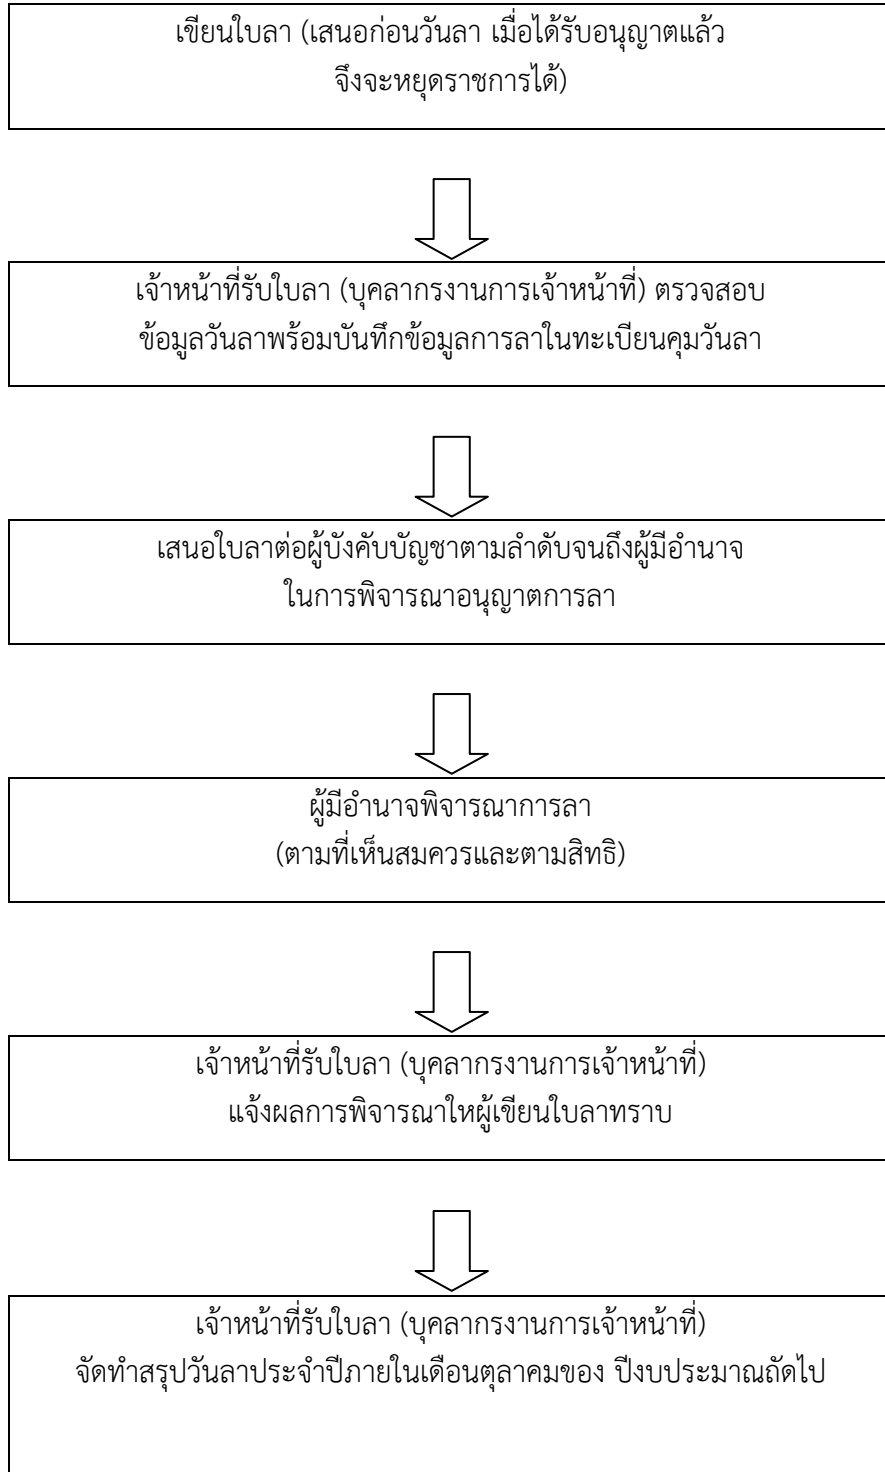 เขียนใบลา (เสนอก่อนวันลา เมื่อได้รับอนุญาตแล้ว
จึงจะหยุดราชการได้)
เจ้าหน้าที่รับใบลา (บุคลากรงานการเจ้าหน้าที่) ตรวจสอบ
ข้อมูลวันลาพร้อมบันทึกข้อมูลการลาในทะเบียนคุมวันลา
เสนอใบลาต่อผู้บังคับบัญชาตามลำดับจนถึงผู้มีอำนาจ
ในการพิจารณาอนุญาตการลา
ผู้มีอำนาจพิจารณาการลา
(ตามที่เห็นสมควรและตามสิทธิ)
เจ้าหน้าที่รับใบลา (บุคลากรงานการเจ้าหน้าที่)
แจ้งผลการพิจารณาใหผู้เขียนใบลาทราบ
เจ้าหน้าที่รับใบลา (บุคลากรงานการเจ้าหน้าที่)
จัดทำสรุปวันลาประจำปีภายในเดือนตุลาคมของ ปีงบประมาณถัดไป